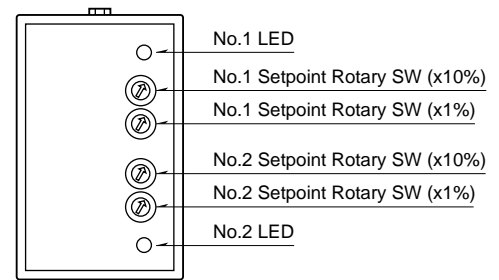 No.1 LED
No.1 Setpoint Rotary SW (x10%)
No.1 Setpoint Rotary SW (x1%)
No.2 Setpoint Rotary SW (x10%)
No.2 Setpoint Rotary SW (x1%)
No.2 LED